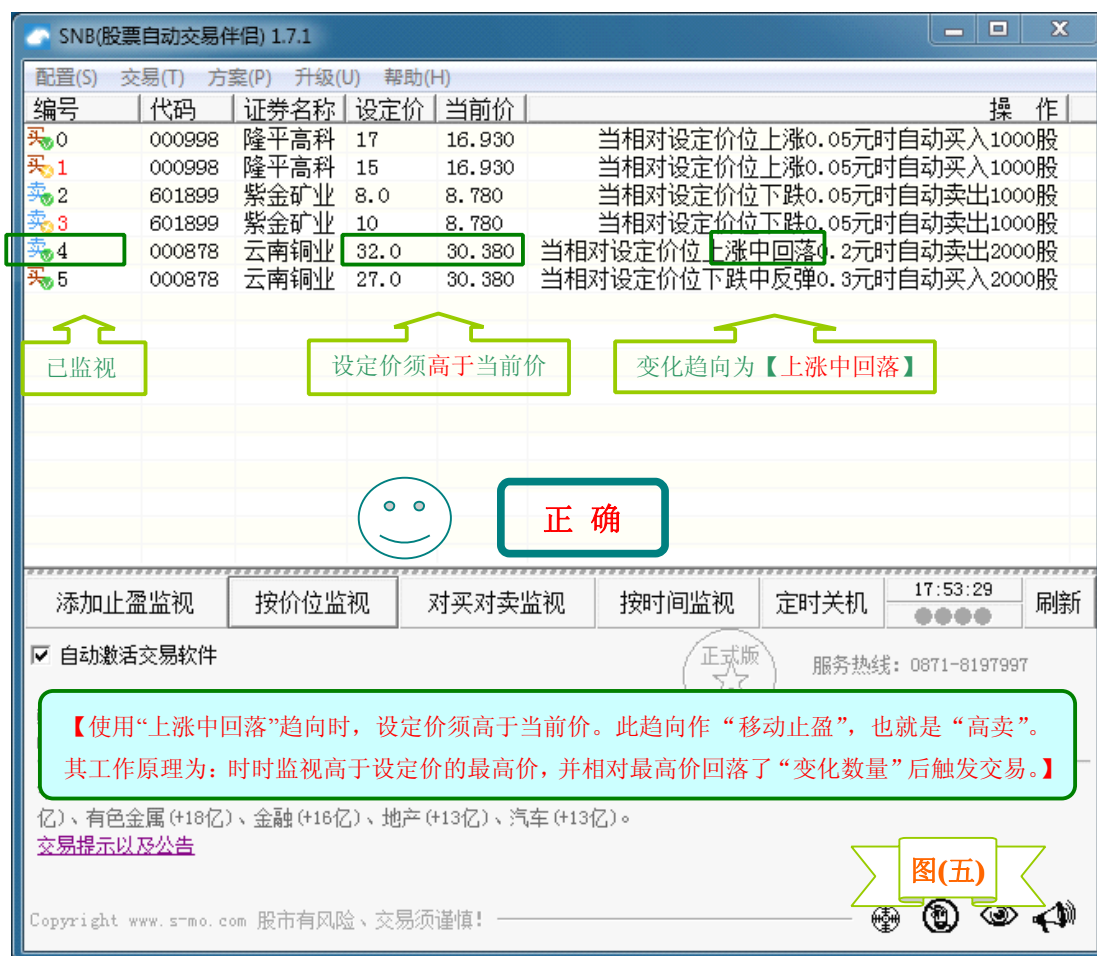 SNB(股票自动交易伴侣) 1.7.1
配置(S) 交易(T) 方案(P) 升级(U) 帮助(H)
编号 代码 证券名称 设定价 当前价 操 作
买 0 000998 隆平高科 17 16.930 当相对设定价位上涨0.05元时自动买入1000股
买 1 000998 隆平高科 15 16.930 当相对设定价位上涨0.05元时自动买入1000股
卖 2 601899 紫金矿业 8.0 8.780 当相对设定价位下跌0.05元时自动卖出1000股
卖 3 601899 紫金矿业 10 8.780 当相对设定价位下跌0.05元时自动卖出1000股
卖 4 000878 云南铜业 32.0 30.380 当相对设定价位上涨中回落0.2元时自动卖出2000股
买 5 000878 云南铜业 27.0 30.380 当相对设定价位下跌中反弹0.3元时自动买入2000股
已监视 设定价须高于当前价 变化趋向为【上涨中回落】
正 确
添加止盈监视 按价位监视 对买对卖监视 按时间监视 定时关机 17:53:29 刷新
自动激活交易软件 正式版 服务热线: 0871-8197997
【使用“上涨中回落”趋向时，设定价须高于当前价。此趋向作“移动止盈”，也就是“高卖”。
其工作原理为：时时监视高于设定价的最高价，并相对最高价回落了“变化数量”后触发交易。】
亿)、有色金属(+18亿)、金融(+16亿)、地产(+13亿)、汽车(+13亿)。
交易提示以及公告
图(五)
Copyright www.s-mo.com 股市有风险、交易须谨慎!